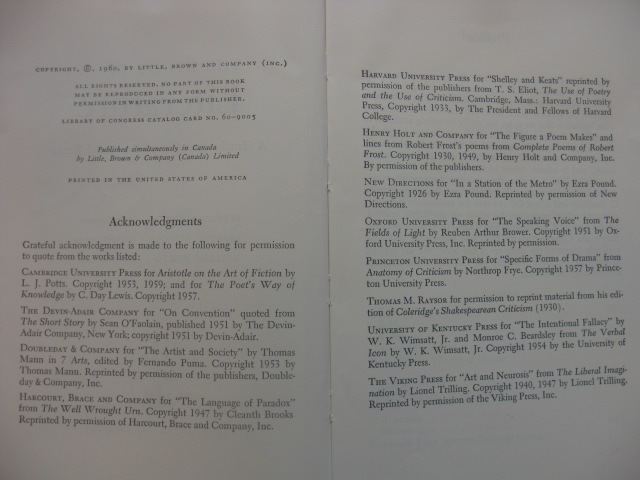 COPYRIGHT, ©, 1960, BY LITTLE, BROWN AND COMPANY (INC.)
ALL RIGHTS RESERVED. NO PART OF THIS BOOK
MAY BE REPRODUCED IN ANY FORM WITHOUT
PERMISSION IN WRITING FROM THE PUBLISHER.
LIBRARY OF CONGRESS CATALOG CARD NO. 60-9005
Published simultaneously in Canada
by Little, Brown & Company (Canada) Limited
PRINTED IN THE UNITED STATES OF AMERICA
Acknowledgments
Grateful acknowledgment is made to the following for permission
to quote from the works listed:
CAMBRIDGE UNIVERSITY PRESS for Aristotle on the Art of Fiction by
L. J. Potts. Copyright 1953, 1959; and for The Poet's Way of
Knowledge by C. Day Lewis. Copyright 1957.
THE DEVIN-ADAIR COMPANY for "On Convention" quoted from
The Short Story by Sean O'Faolain, published 1951 by The Devin-
Adair Company, New York; copyright 1951 by Devin-Adair.
DOUBLEDAY & COMPANY for "The Artist and Society" by Thomas
Mann in 7 Arts, edited by Fernando Puma. Copyright 1953 by
Thomas Mann. Reprinted by permission of the publishers, Double-
day & Company, Inc.
HARCOURT, BRACE AND COMPANY for "The Language of Paradox"
from The Well Wrought Urn. Copyright 1947 by Cleanth Brooks
Reprinted by permission of Harcourt, Brace and Company, Inc.
HARVARD UNIVERSITY PRESS for "Shelley and Keats" reprinted by
permission of the publishers from T. S. Eliot, The Use of Poetry
and the Use of Criticism. Cambridge, Mass.: Harvard University
Press, Copyright 1933, by The President and Fellows of Harvard
College.
HENRY HOLT AND COMPANY for "The Figure a Poem Makes" and
lines from Robert Frost's poems from Complete Poems of Robert
Frost. Copyright 1930, 1949, by Henry Holt and Company, Inc.
By permission of the publishers.
NEW DIRECTIONS for "In a Station of the Metro" by Ezra Pound.
Copyright 1926 by Ezra Pound. Reprinted by permission of New
Directions.
OXFORD UNIVERSITY PRESS for "The Speaking Voice" from The
Fields of Light by Reuben Arthur Brower. Copyright 1951 by Ox-
ford University Press, Inc. Reprinted by permission.
PRINCETON UNIVERSITY PRESS for "Specific Forms of Drama" from
Anatomy of Criticism by Northrop Frye. Copyright 1957 by Prince-
ton University Press.
THOMAS M. RAYSOR for permission to reprint material from his edi-
tion of Coleridge's Shakespearean Criticism (1930).
UNIVERSITY OF KENTUCKY PRESS for "The Intentional Fallacy" by
W. K. Wimsatt, Jr. and Monroe C. Beardsley from The Verbal
Icon by W. K. Wimsatt, Jr. Copyright 1954 by the University of
Kentucky Press.
THE VIKING PRESS for "Art and Neurosis" from The Liberal Imagi-
nation by Lionel Trilling. Copyright 1940, 1947 by Lionel Trilling.
Reprinted by permission of the Viking Press, Inc.